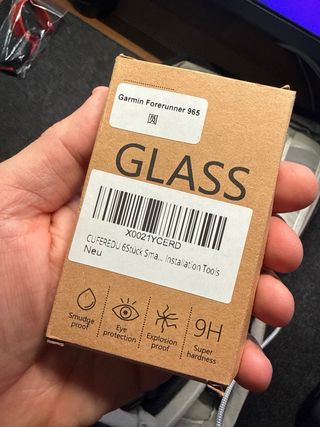 Garmin Forerunner 965
GLASS
X0021YCERD
CUFEREDU 6Stück Sma... Installation Tools
Neu
Smudge
proof
Eye
protection
Explosion
proof
9H
Super
hardness